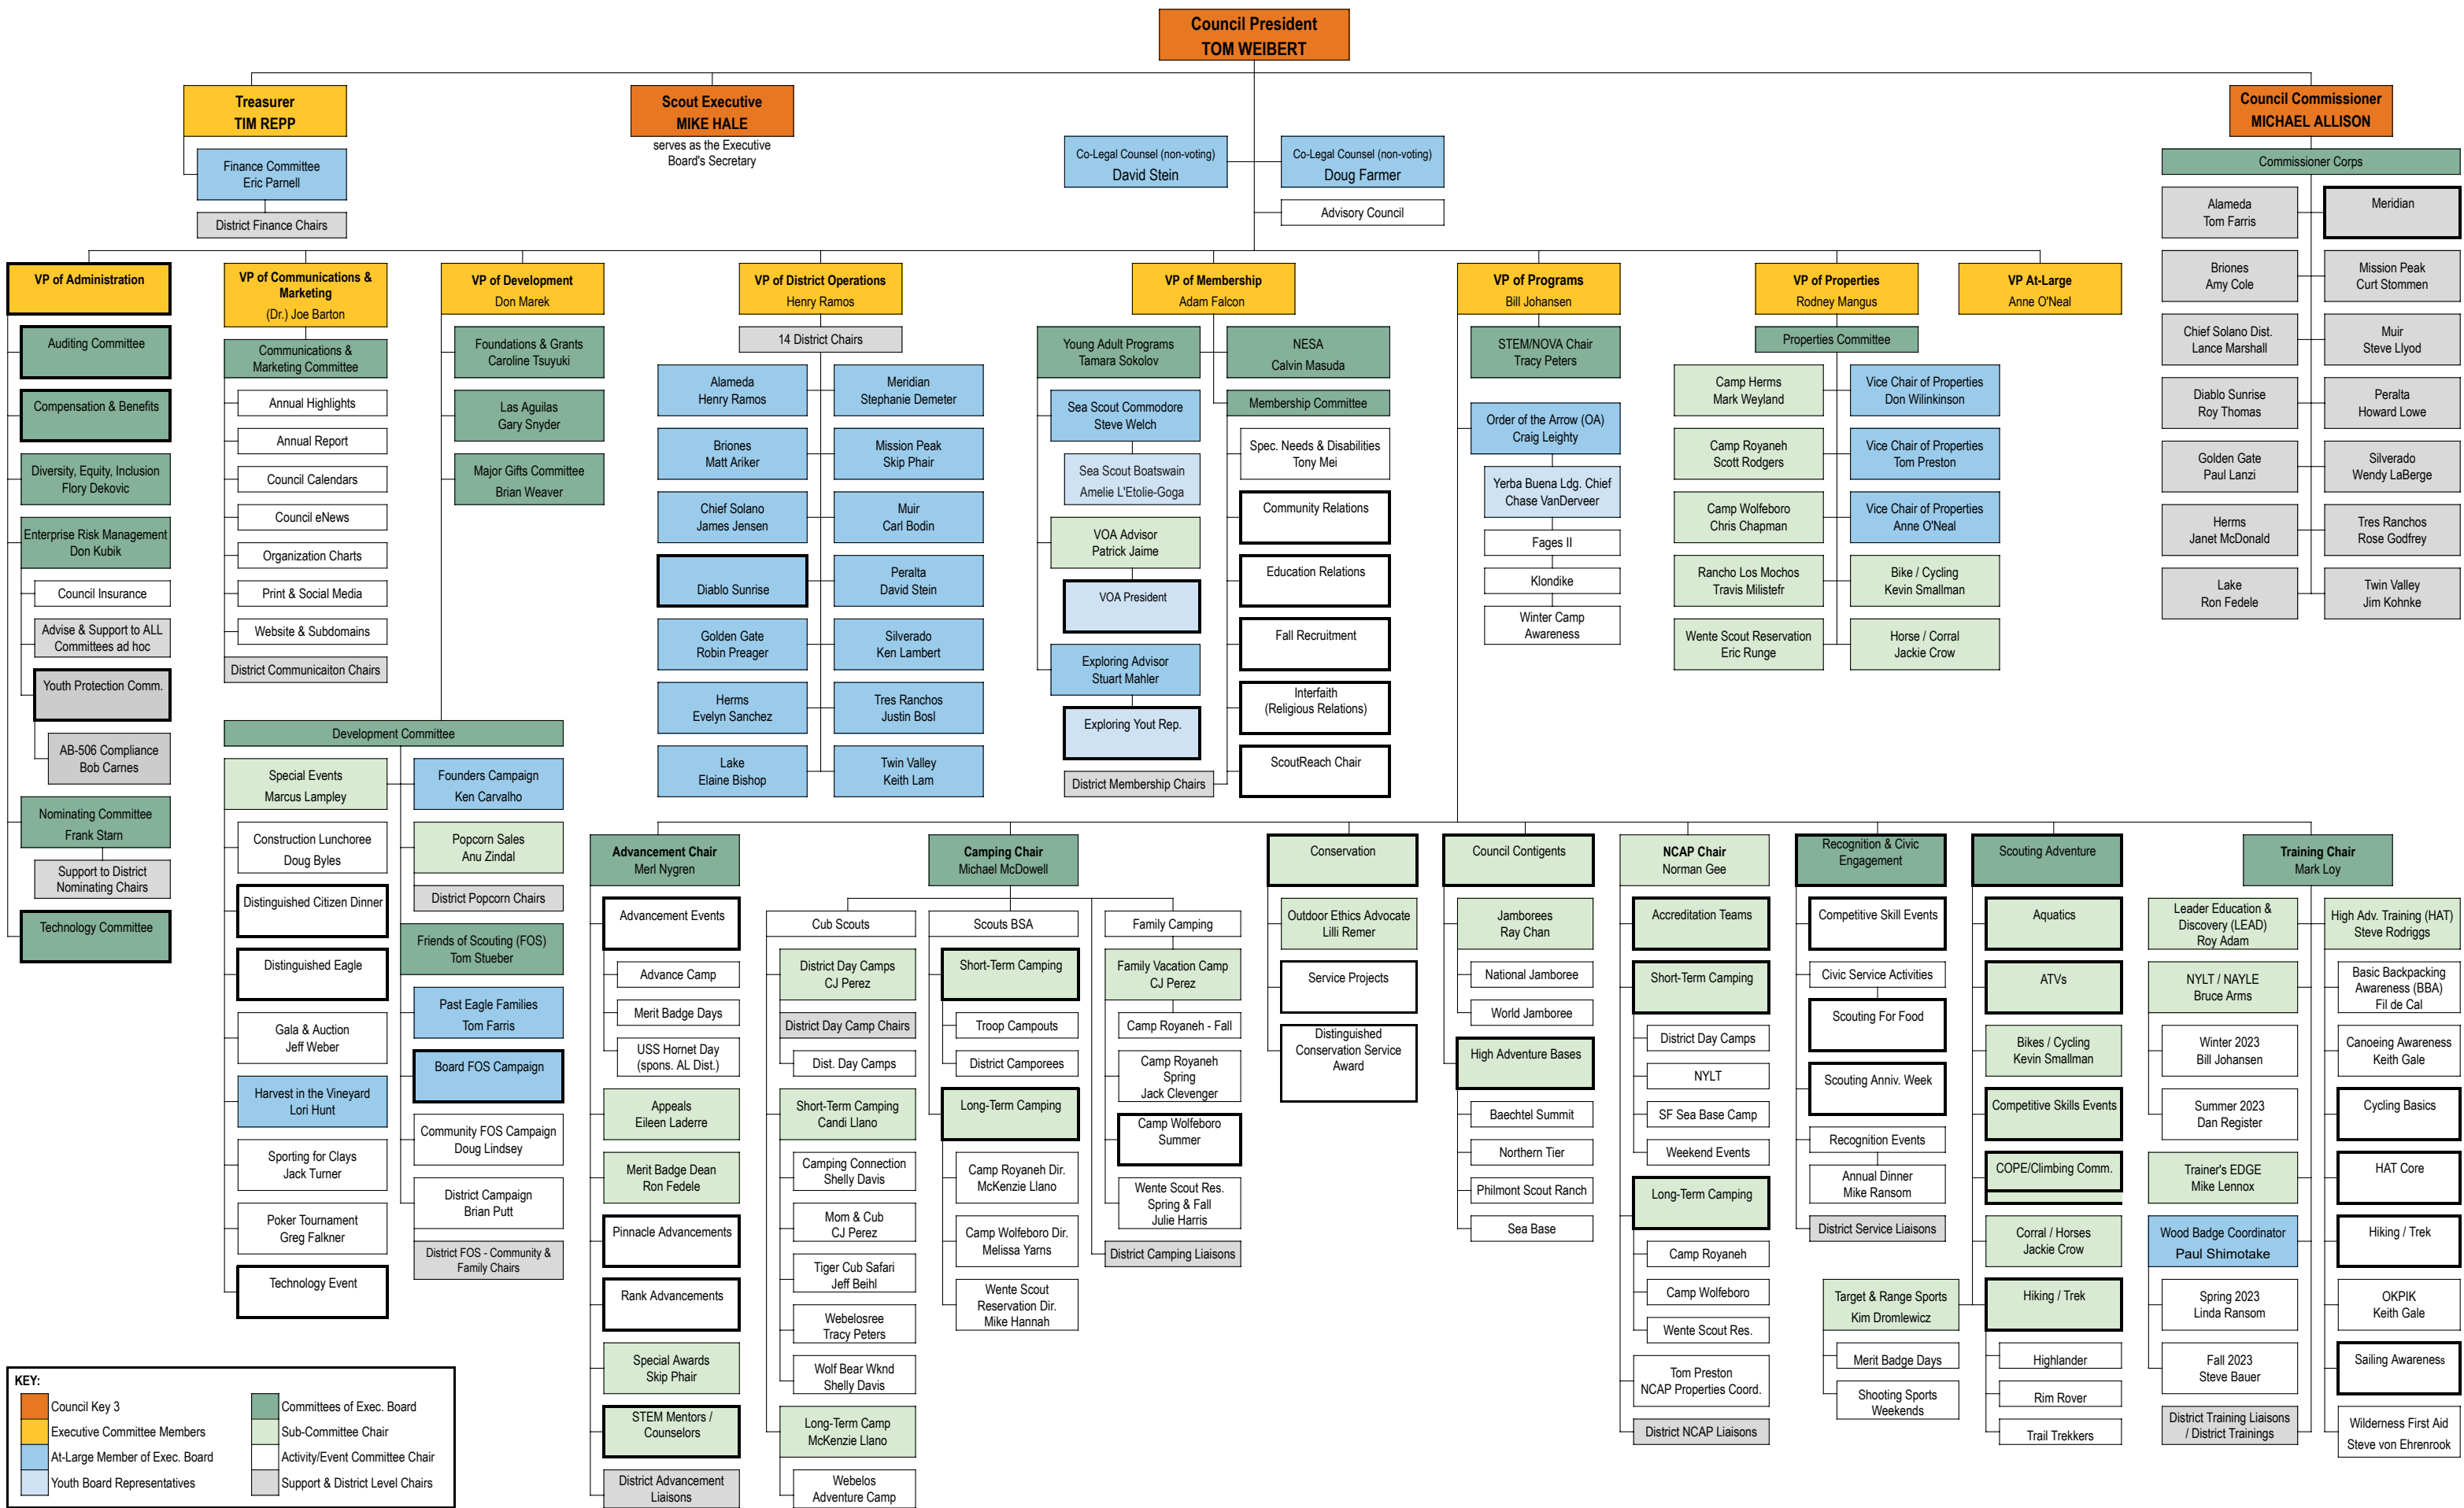 Council President
TOM WEIBERT
Treasurer
TIM REPP
Scout Executive
MIKE HALE
serves as the Executive
Board's Secretary
Council Commissioner
MICHAEL ALLISON
Finance Committee
Eric Parnell
District Finance Chairs
Co-Legal Counsel (non-voting)
David Stein
Co-Legal Counsel (non-voting)
Doug Farmer
Advisory Council
Commissioner Corps
Alameda
Tom Farris
Meridian
Briones
Amy Cole
Mission Peak
Curt Stommen
Chief Solano Dist.
Lance Marshall
Muir
Steve Llyod
Diablo Sunrise
Roy Thomas
Peralta
Howard Lowe
Golden Gate
Paul Lanzi
Silverado
Wendy LaBerge
Herms
Janet McDonald
Tres Ranchos
Rose Godfrey
Lake
Ron Fedele
Twin Valley
Jim Kohnke
VP of Administration
Auditing Committee
Compensation & Benefits
Diversity, Equity, Inclusion
Flory Dekovic
Enterprise Risk Management
Don Kubik
Council Insurance
Advise & Support to ALL
Committees ad hoc
Youth Protection Comm.
AB-506 Compliance
Bob Carnes
Nominating Committee
Frank Starn
Support to District
Nominating Chairs
Technology Committee
VP of Communications &
Marketing
(Dr.) Joe Barton
Communications &
Marketing Committee
Annual Highlights
Annual Report
Council Calendars
Council eNews
Organization Charts
Print & Social Media
Website & Subdomains
District Communicaiton Chairs
VP of Development
Don Marek
Foundations & Grants
Caroline Tsuyuki
Las Aguilas
Gary Snyder
Major Gifts Committee
Brian Weaver
Development Committee
Special Events
Marcus Lampley
Construction Lunchoree
Doug Byles
Distinguished Citizen Dinner
Distinguished Eagle
Gala & Auction
Jeff Weber
Harvest in the Vineyard
Lori Hunt
Sporting for Clays
Jack Turner
Poker Tournament
Greg Falkner
Technology Event
Founders Campaign
Ken Carvalho
Popcorn Sales
Anu Zindal
District Popcorn Chairs
Friends of Scouting (FOS)
Tom Stueber
Past Eagle Families
Tom Farris
Board FOS Campaign
Community FOS Campaign
Doug Lindsey
District Campaign
Brian Putt
District FOS - Community &
Family Chairs
VP of District Operations
Henry Ramos
14 District Chairs
Alameda
Henry Ramos
Meridian
Stephanie Demeter
Briones
Matt Ariker
Mission Peak
Skip Phair
Chief Solano
James Jensen
Muir
Carl Bodin
Diablo Sunrise
Peralta
David Stein
Golden Gate
Robin Preager
Silverado
Ken Lambert
Herms
Evelyn Sanchez
Tres Ranchos
Justin Bosl
Lake
Elaine Bishop
Twin Valley
Keith Lam
VP of Membership
Adam Falcon
Young Adult Programs
Tamara Sokolov
Sea Scout Commodore
Steve Welch
Sea Scout Boatswain
Amelie L'Etolie-Goga
VOA Advisor
Patrick Jaime
VOA President
Exploring Advisor
Stuart Mahler
Exploring Yout Rep.
District Membership Chairs
NESA
Calvin Masuda
Membership Committee
Spec. Needs & Disabilities
Tony Mei
Community Relations
Education Relations
Fall Recruitment
Interfaith
(Religious Relations)
ScoutReach Chair
VP of Programs
Bill Johansen
STEM/NOVA Chair
Tracy Peters
Order of the Arrow (OA)
Craig Leighty
Yerba Buena Ldg. Chief
Chase VanDerveer
Fages II
Klondike
Winter Camp
Awareness
VP of Properties
Rodney Mangus
Properties Committee
Camp Herms
Mark Weyland
Vice Chair of Properties
Don Wilinkinson
Camp Royaneh
Scott Rodgers
Vice Chair of Properties
Tom Preston
Camp Wolfeboro
Chris Chapman
Vice Chair of Properties
Anne O'Neal
Rancho Los Mochos
Travis Milistefr
Bike / Cycling
Kevin Smallman
Wente Scout Reservation
Eric Runge
Horse / Corral
Jackie Crow
VP At-Large
Anne O'Neal
Advancement Chair
Merl Nygren
Advancement Events
Advance Camp
Merit Badge Days
USS Hornet Day
(spons. AL Dist.)
Appeals
Eileen Laderre
Merit Badge Dean
Ron Fedele
Pinnacle Advancements
Rank Advancements
Special Awards
Skip Phair
STEM Mentors /
Counselors
District Advancement
Liaisons
Camping Chair
Michael McDowell
Cub Scouts
District Day Camps
CJ Perez
District Day Camp Chairs
Dist. Day Camps
Short-Term Camping
Candi Llano
Camping Connection
Shelly Davis
Mom & Cub
CJ Perez
Tiger Cub Safari
Jeff Beihl
Webelosree
Tracy Peters
Wolf Bear Wknd
Shelly Davis
Long-Term Camp
McKenzie Llano
Webelos
Adventure Camp
Scouts BSA
Short-Term Camping
Troop Campouts
District Camporees
Long-Term Camping
Camp Royaneh Dir.
McKenzie Llano
Camp Wolfeboro Dir.
Melissa Yarns
Wente Scout
Reservation Dir.
Mike Hannah
Family Camping
Family Vacation Camp
CJ Perez
Camp Royaneh - Fall
Camp Royaneh
Spring
Jack Clevenger
Camp Wolfeboro
Summer
Wente Scout Res.
Spring & Fall
Julie Harris
District Camping Liaisons
Conservation
Outdoor Ethics Advocate
Lilli Remer
Service Projects
Distinguished
Conservation Service
Award
Council Contigents
Jamborees
Ray Chan
National Jamboree
World Jamboree
High Adventure Bases
Baechtel Summit
Northern Tier
Philmont Scout Ranch
Sea Base
NCAP Chair
Norman Gee
Accreditation Teams
Short-Term Camping
District Day Camps
NYLT
SF Sea Base Camp
Weekend Events
Long-Term Camping
Camp Royaneh
Camp Wolfeboro
Wente Scout Res.
Tom Preston
NCAP Properties Coord.
District NCAP Liaisons
Recognition & Civic
Engagement
Competitive Skill Events
Civic Service Activities
Scouting For Food
Scouting Anniv. Week
Recognition Events
Annual Dinner
Mike Ransom
District Service Liaisons
Scouting Adventure
Aquatics
ATVs
Bikes / Cycling
Kevin Smallman
Competitive Skills Events
COPE/Climbing Comm.
Corral / Horses
Jackie Crow
Target & Range Sports
Kim Dromlewicz
Merit Badge Days
Shooting Sports
Weekends
Hiking / Trek
Highlander
Rim Rover
Trail Trekkers
Training Chair
Mark Loy
Leader Education &
Discovery (LEAD)
Roy Adam
NYLT / NAYLE
Bruce Arms
Winter 2023
Bill Johansen
Summer 2023
Dan Register
Trainer's EDGE
Mike Lennox
Wood Badge Coordinator
Paul Shimotake
Spring 2023
Linda Ransom
Fall 2023
Steve Bauer
District Training Liaisons
/ District Trainings
High Adv. Training (HAT)
Steve Rodriggs
Basic Backpacking
Awareness (BBA)
Fil de Cal
Canoeing Awareness
Keith Gale
Cycling Basics
HAT Core
Hiking / Trek
OKPIK
Keith Gale
Sailing Awareness
Wilderness First Aid
Steve von Ehrenrook
KEY:
Council Key 3
Executive Committee Members
At-Large Member of Exec. Board
Youth Board Representatives
Committees of Exec. Board
Sub-Committee Chair
Activity/Event Committee Chair
Support & District Level Chairs